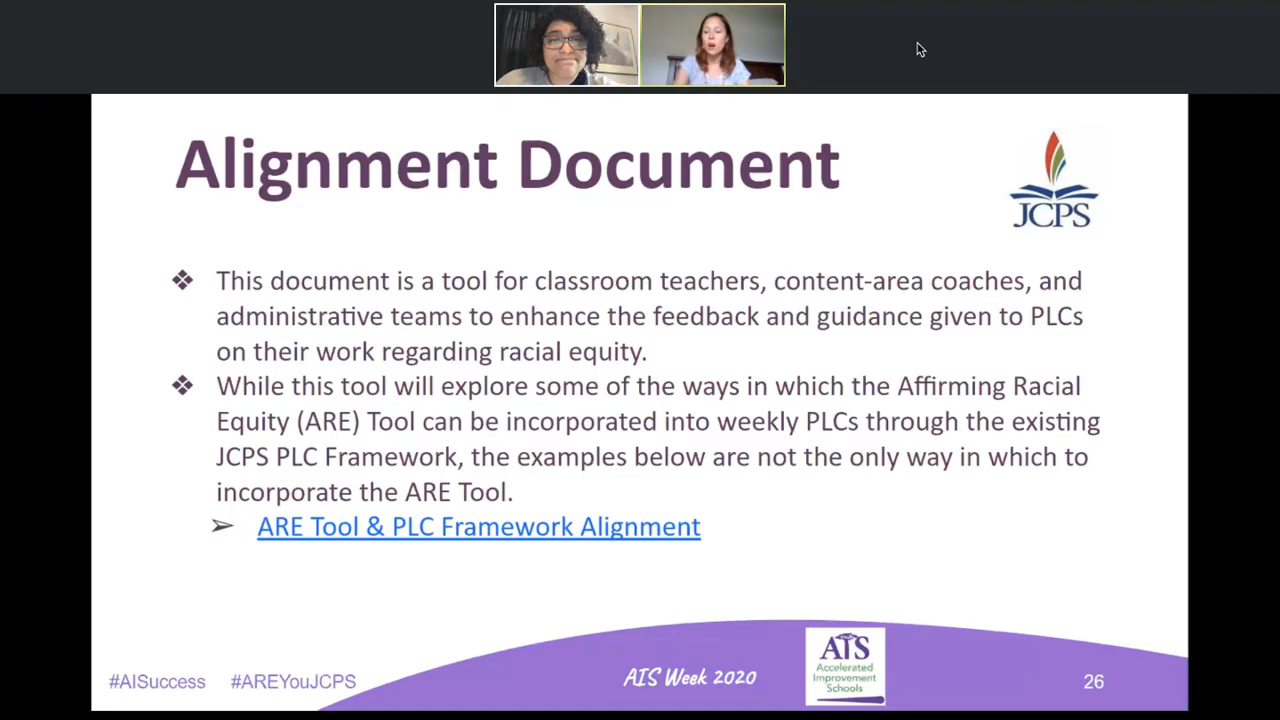 Alignment Document
JCPS
❖ This document is a tool for classroom teachers, content-area coaches, and
administrative teams to enhance the feedback and guidance given to PLCs
on their work regarding racial equity.
❖ While this tool will explore some of the ways in which the Affirming Racial
Equity (ARE) Tool can be incorporated into weekly PLCs through the existing
JCPS PLC Framework, the examples below are not the only way in which to
incorporate the ARE Tool.
➢ ARE Tool & PLC Framework Alignment
#AISuccess #AREYouJCPS
AIS Week 2020
AIS
Accelerated
Improvement
Schools
26